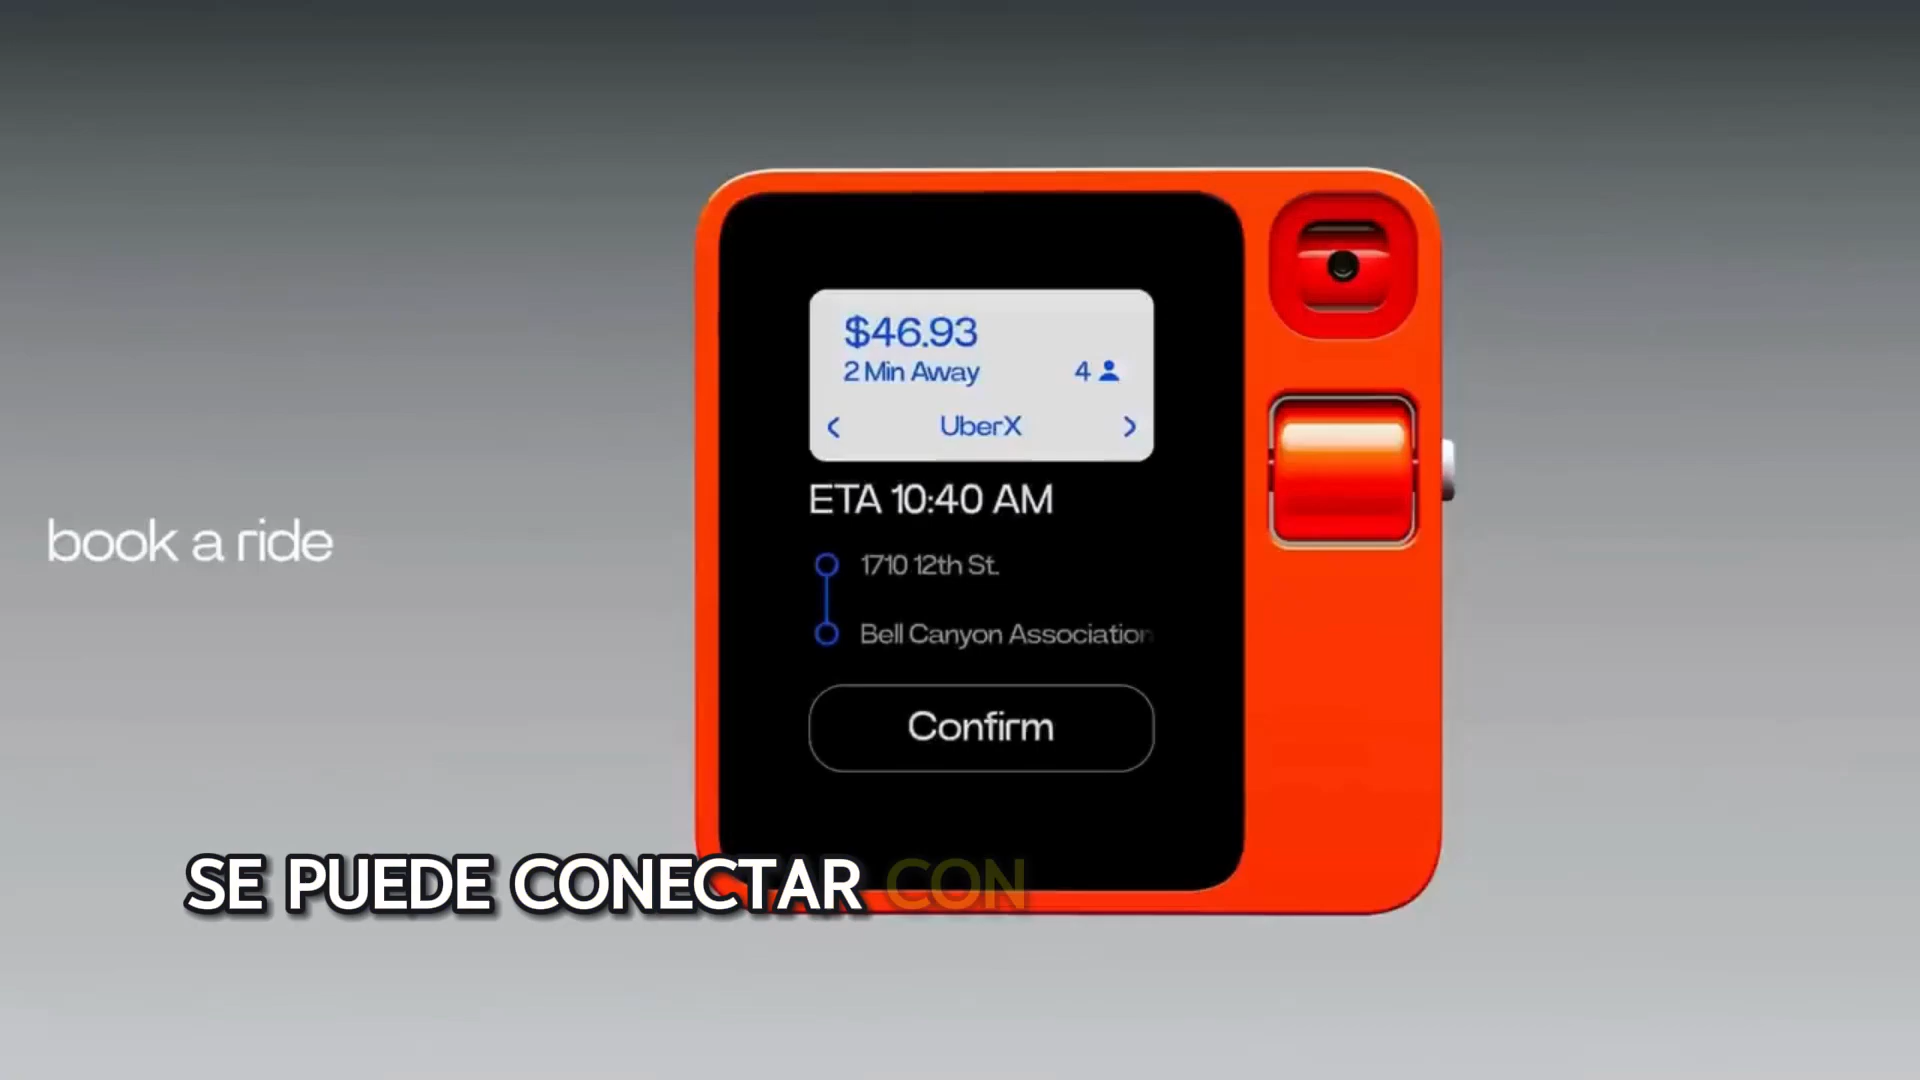 book a ride
$46.93
2 Min Away 4
UberX
ETA 10:40 AM
1710 12th St.
Bell Canyon Association
Confirm
SE PUEDE CONECTAR CON